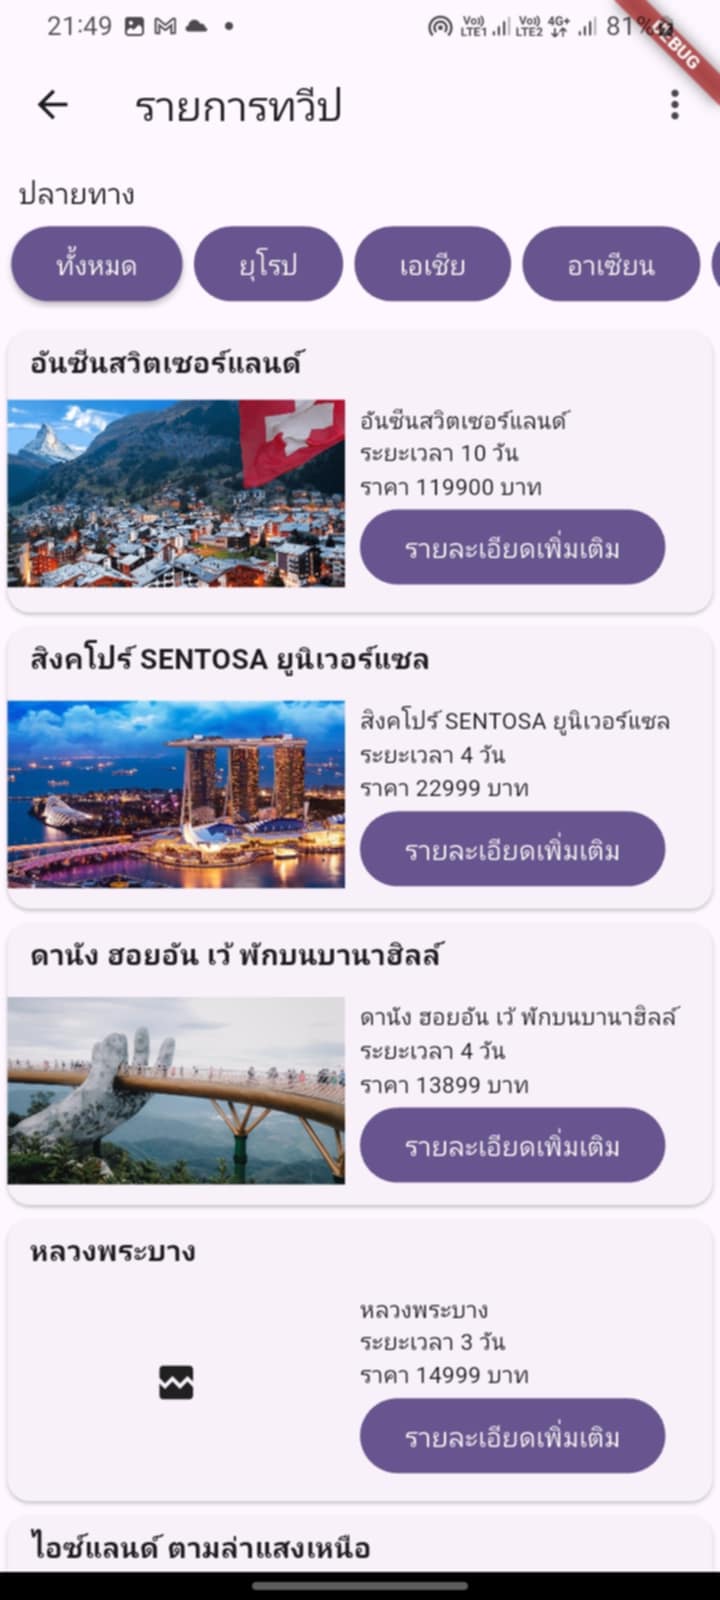 21:49
VoLTE1 VoLTE2 4G+ 81%
DEBUG
รายการทวีป
ปลายทาง
ทั้งหมด ยุโรป เอเชีย อาเซียน
อันซีนสวิตเซอร์แลนด์
อันซีนสวิตเซอร์แลนด์
ระยะเวลา 10 วัน
ราคา 119900 บาท
รายละเอียดเพิ่มเติม
สิงคโปร์ SENTOSA ยูนิเวอร์แซล
สิงคโปร์ SENTOSA ยูนิเวอร์แซล
ระยะเวลา 4 วัน
ราคา 22999 บาท
รายละเอียดเพิ่มเติม
ดานัง ฮอยอัน เว้ พักบนบานาฮิลล์
ดานัง ฮอยอัน เว้ พักบนบานาฮิลล์
ระยะเวลา 4 วัน
ราคา 13899 บาท
รายละเอียดเพิ่มเติม
หลวงพระบาง
หลวงพระบาง
ระยะเวลา 3 วัน
ราคา 14999 บาท
รายละเอียดเพิ่มเติม
ไอซ์แลนด์ ตามล่าแสงเหนือ